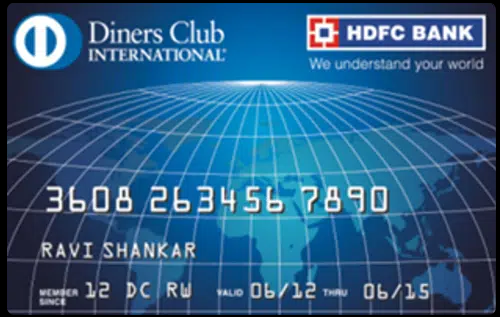 Diners Club
INTERNATIONAL®
HDFC BANK
We understand your world
3608 263456 7890
RAVI SHANKAR
MEMBER SINCE 12 DC RW VALID 06/12 THRU 06/15